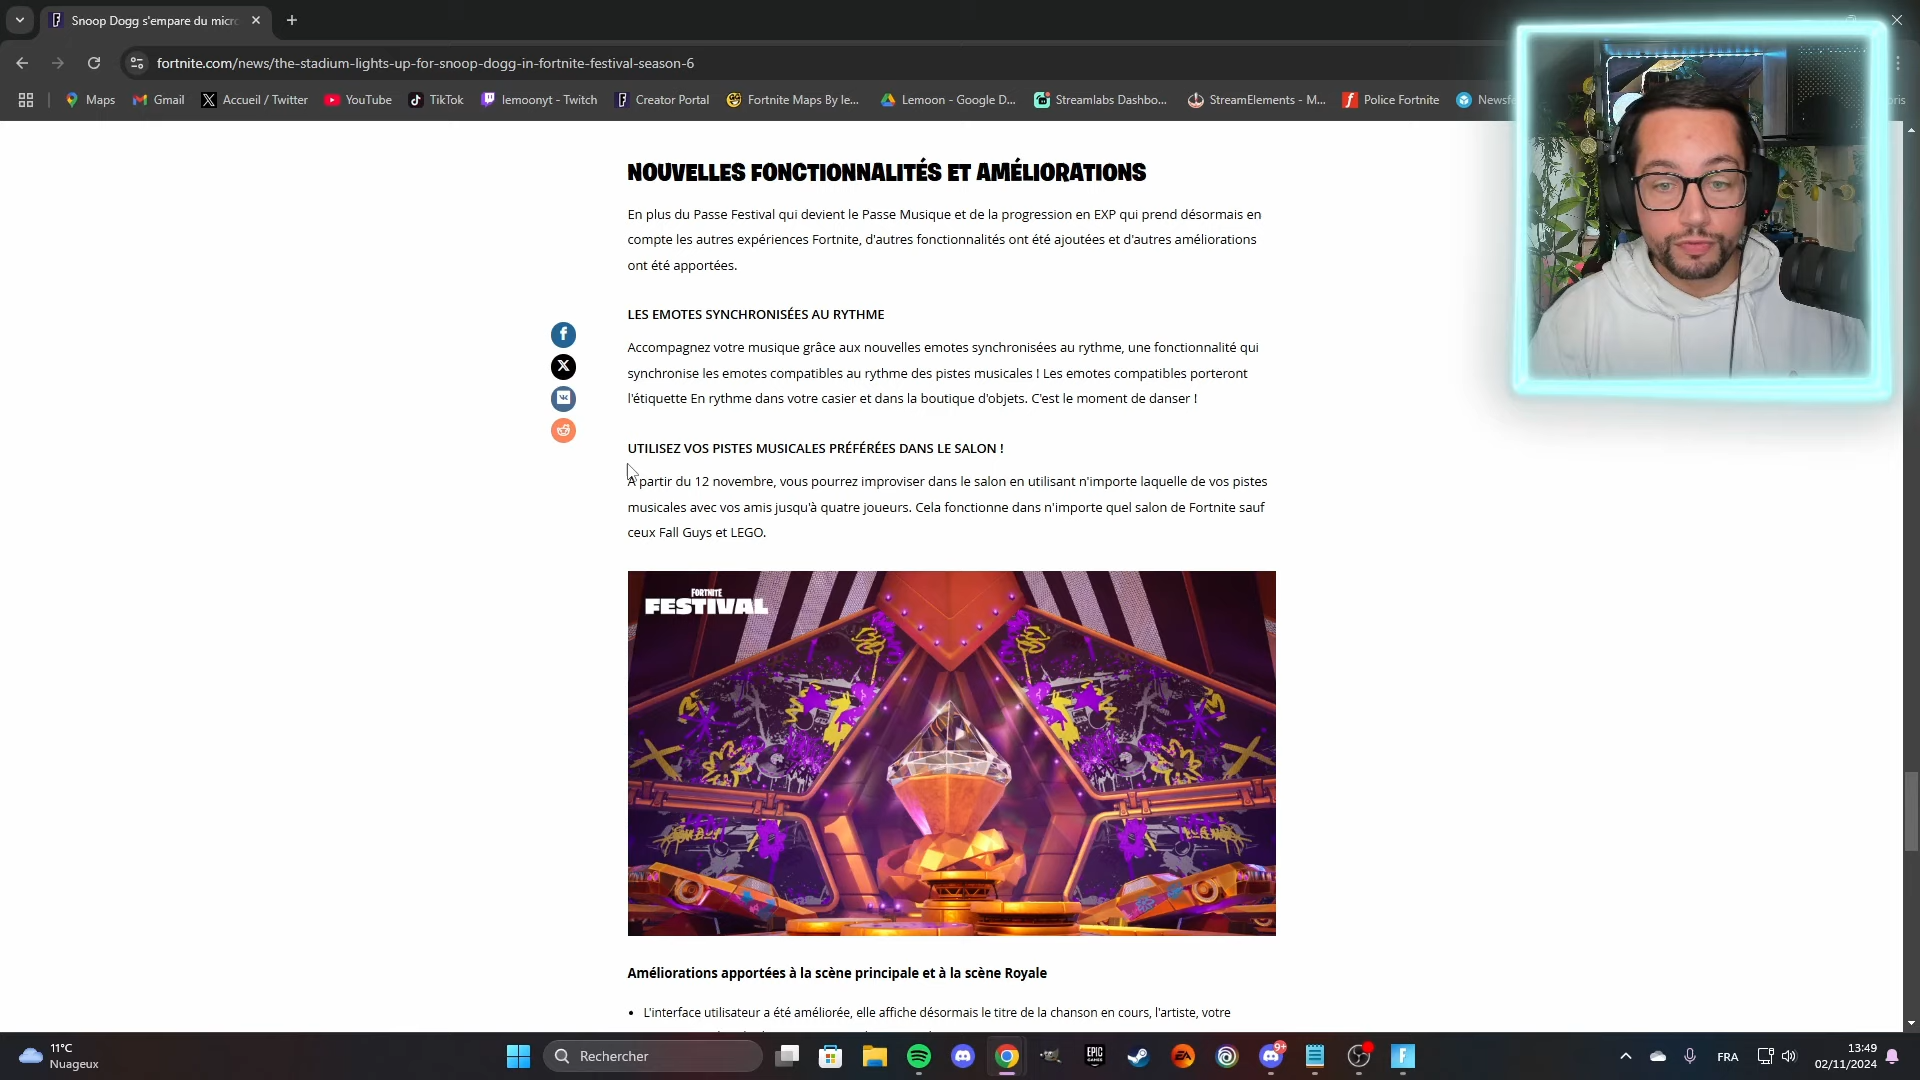 Snoop Dogg s'empare du micro
fortnite.com/news/the-stadium-lights-up-for-snoop-dogg-in-fortnite-festival-season-6
Maps
Gmail
Accueil / Twitter
YouTube
TikTok
lemoonyt - Twitch
Creator Portal
Fortnite Maps By le...
Lemoon - Google D...
Streamlabs Dashbo...
StreamElements - M...
Police Fortnite
NOUVELLES FONCTIONNALITÉS ET AMÉLIORATIONS
En plus du Passe Festival qui devient le Passe Musique et de la progression en EXP qui prend désormais en
compte les autres expériences Fortnite, d'autres fonctionnalités ont été ajoutées et d'autres améliorations
ont été apportées.
LES EMOTES SYNCHRONISÉES AU RYTHME
Accompagnez votre musique grâce aux nouvelles emotes synchronisées au rythme, une fonctionnalité qui
synchronise les emotes compatibles au rythme des pistes musicales ! Les emotes compatibles porteront
l'étiquette En rythme dans votre casier et dans la boutique d'objets. C'est le moment de danser !
UTILISEZ VOS PISTES MUSICALES PRÉFÉRÉES DANS LE SALON !
À partir du 12 novembre, vous pourrez improviser dans le salon en utilisant n'importe laquelle de vos pistes
musicales avec vos amis jusqu'à quatre joueurs. Cela fonctionne dans n'importe quel salon de Fortnite sauf
ceux Fall Guys et LEGO.
FORTNITE
FESTIVAL
Améliorations apportées à la scène principale et à la scène Royale
• L'interface utilisateur a été améliorée, elle affiche désormais le titre de la chanson en cours, l'artiste, votre
11°C
Nuageux
Rechercher
EPIC
GAMES
EA
9+
FRA
13:49
02/11/2024